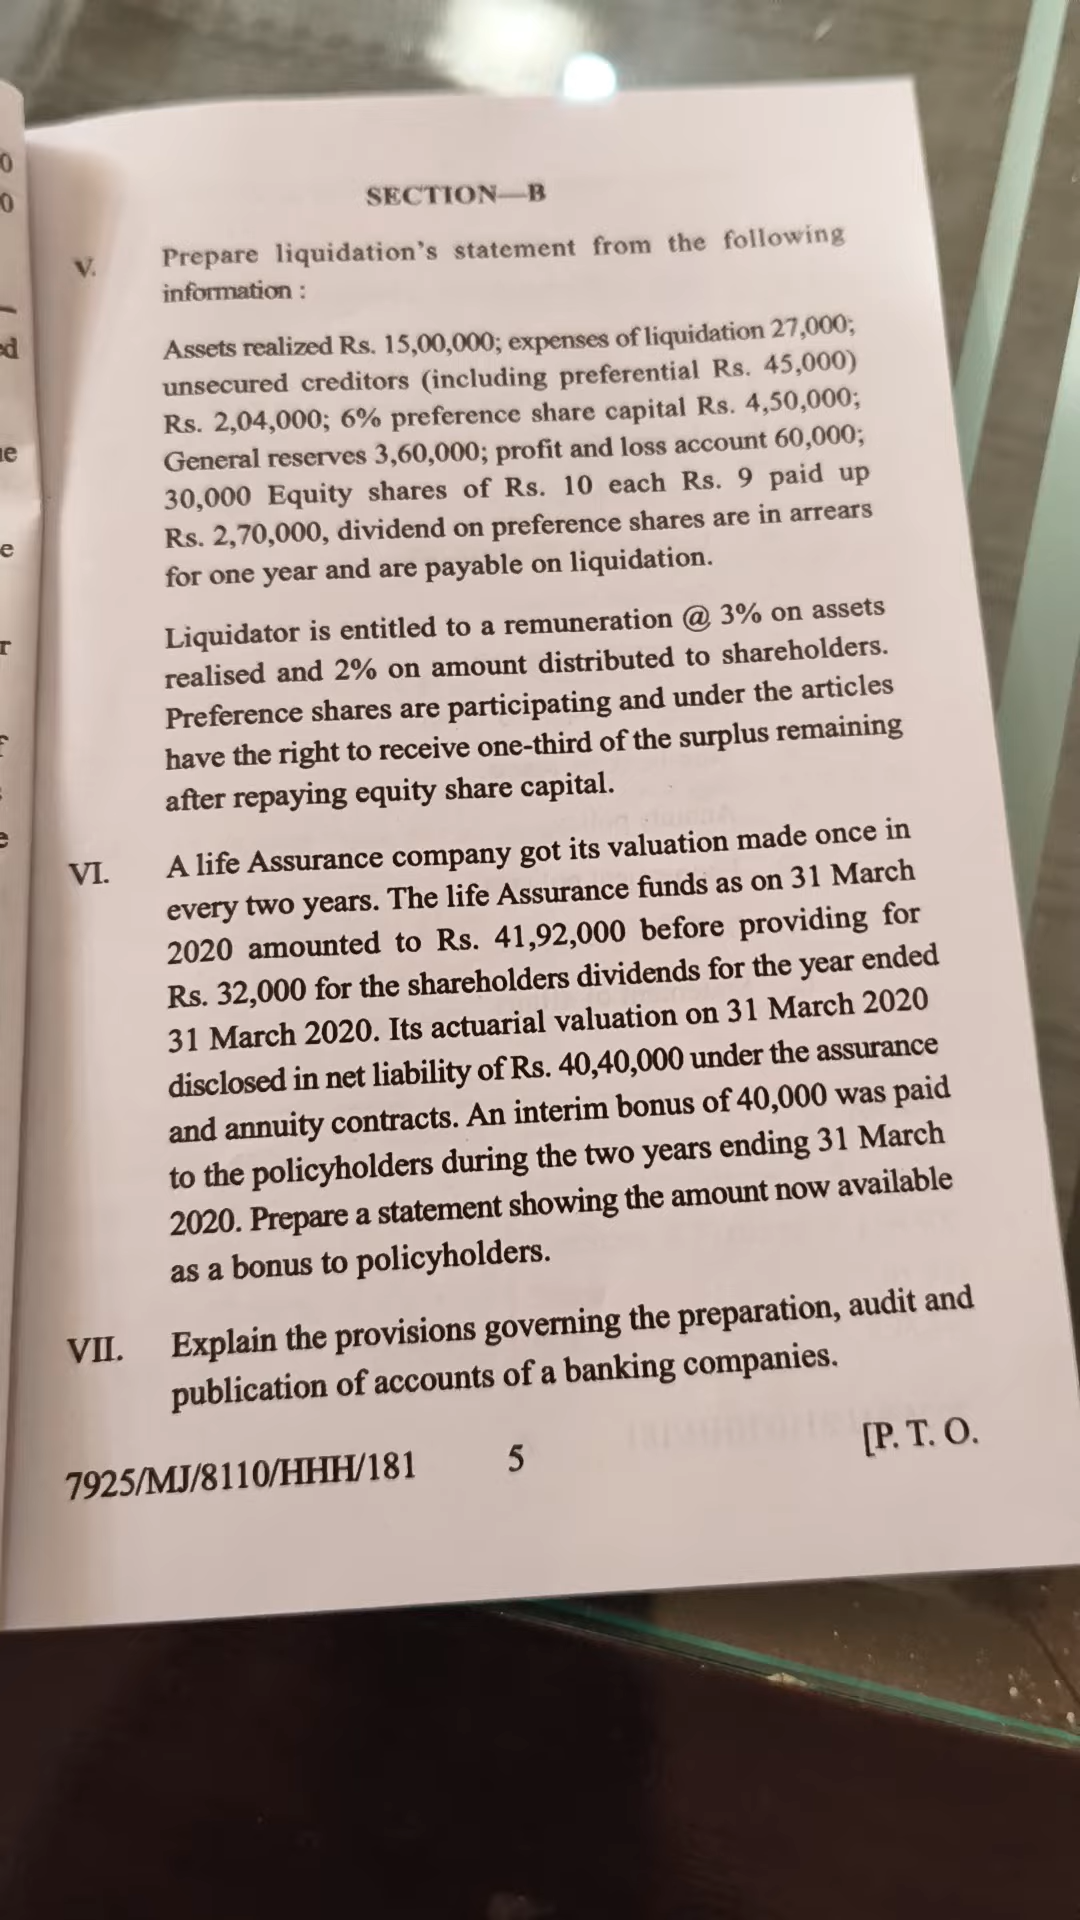 SECTION—B
V. Prepare liquidation's statement from the following
information :
Assets realized Rs. 15,00,000; expenses of liquidation 27,000;
unsecured creditors (including preferential Rs. 45,000)
Rs. 2,04,000; 6% preference share capital Rs. 4,50,000;
General reserves 3,60,000; profit and loss account 60,000;
30,000 Equity shares of Rs. 10 each Rs. 9 paid up
Rs. 2,70,000, dividend on preference shares are in arrears
for one year and are payable on liquidation.
Liquidator is entitled to a remuneration @ 3% on assets
realised and 2% on amount distributed to shareholders.
Preference shares are participating and under the articles
have the right to receive one-third of the surplus remaining
after repaying equity share capital.
VI. A life Assurance company got its valuation made once in
every two years. The life Assurance funds as on 31 March
2020 amounted to Rs. 41,92,000 before providing for
Rs. 32,000 for the shareholders dividends for the year ended
31 March 2020. Its actuarial valuation on 31 March 2020
disclosed in net liability of Rs. 40,40,000 under the assurance
and annuity contracts. An interim bonus of 40,000 was paid
to the policyholders during the two years ending 31 March
2020. Prepare a statement showing the amount now available
as a bonus to policyholders.
VII. Explain the provisions governing the preparation, audit and
publication of accounts of a banking companies.
7925/MJ/8110/HHH/181 5 [P. T. O.